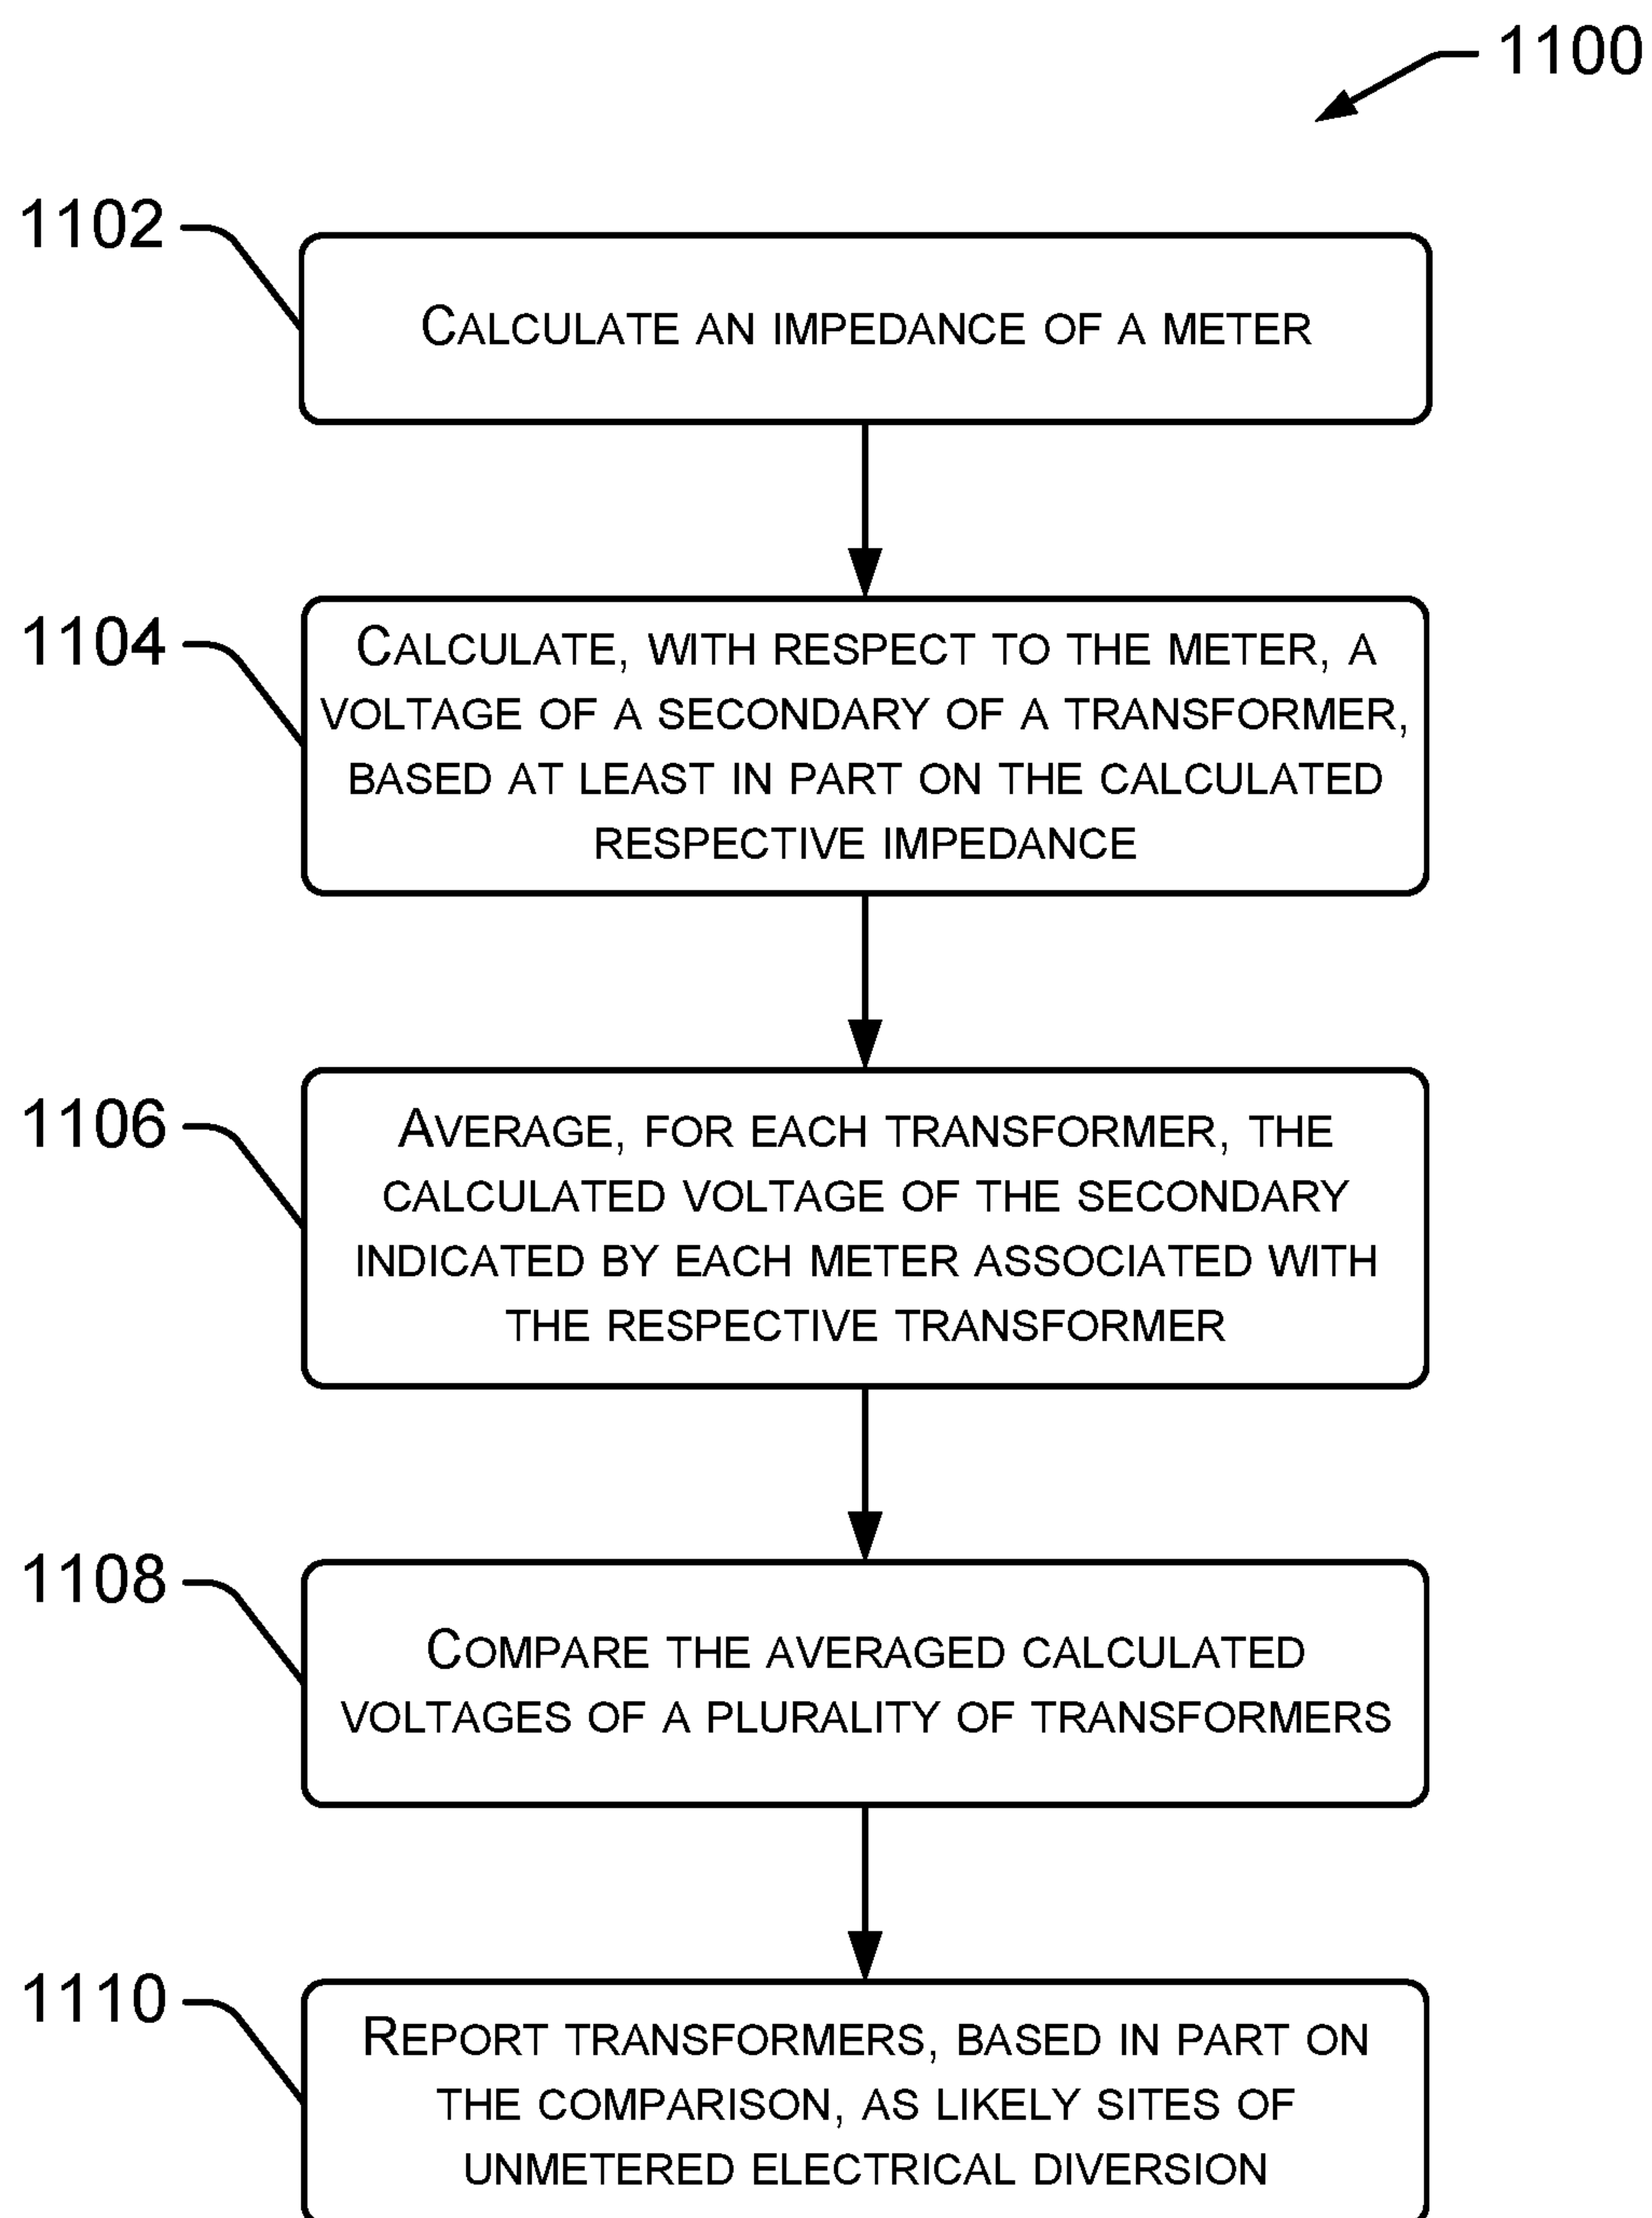 1100
1102
CALCULATE AN IMPEDANCE OF A METER
1104
CALCULATE, WITH RESPECT TO THE METER, A
VOLTAGE OF A SECONDARY OF A TRANSFORMER,
BASED AT LEAST IN PART ON THE CALCULATED
RESPECTIVE IMPEDANCE
1106
AVERAGE, FOR EACH TRANSFORMER, THE
CALCULATED VOLTAGE OF THE SECONDARY
INDICATED BY EACH METER ASSOCIATED WITH
THE RESPECTIVE TRANSFORMER
1108
COMPARE THE AVERAGED CALCULATED
VOLTAGES OF A PLURALITY OF TRANSFORMERS
1110
REPORT TRANSFORMERS, BASED IN PART ON
THE COMPARISON, AS LIKELY SITES OF
UNMETERED ELECTRICAL DIVERSION